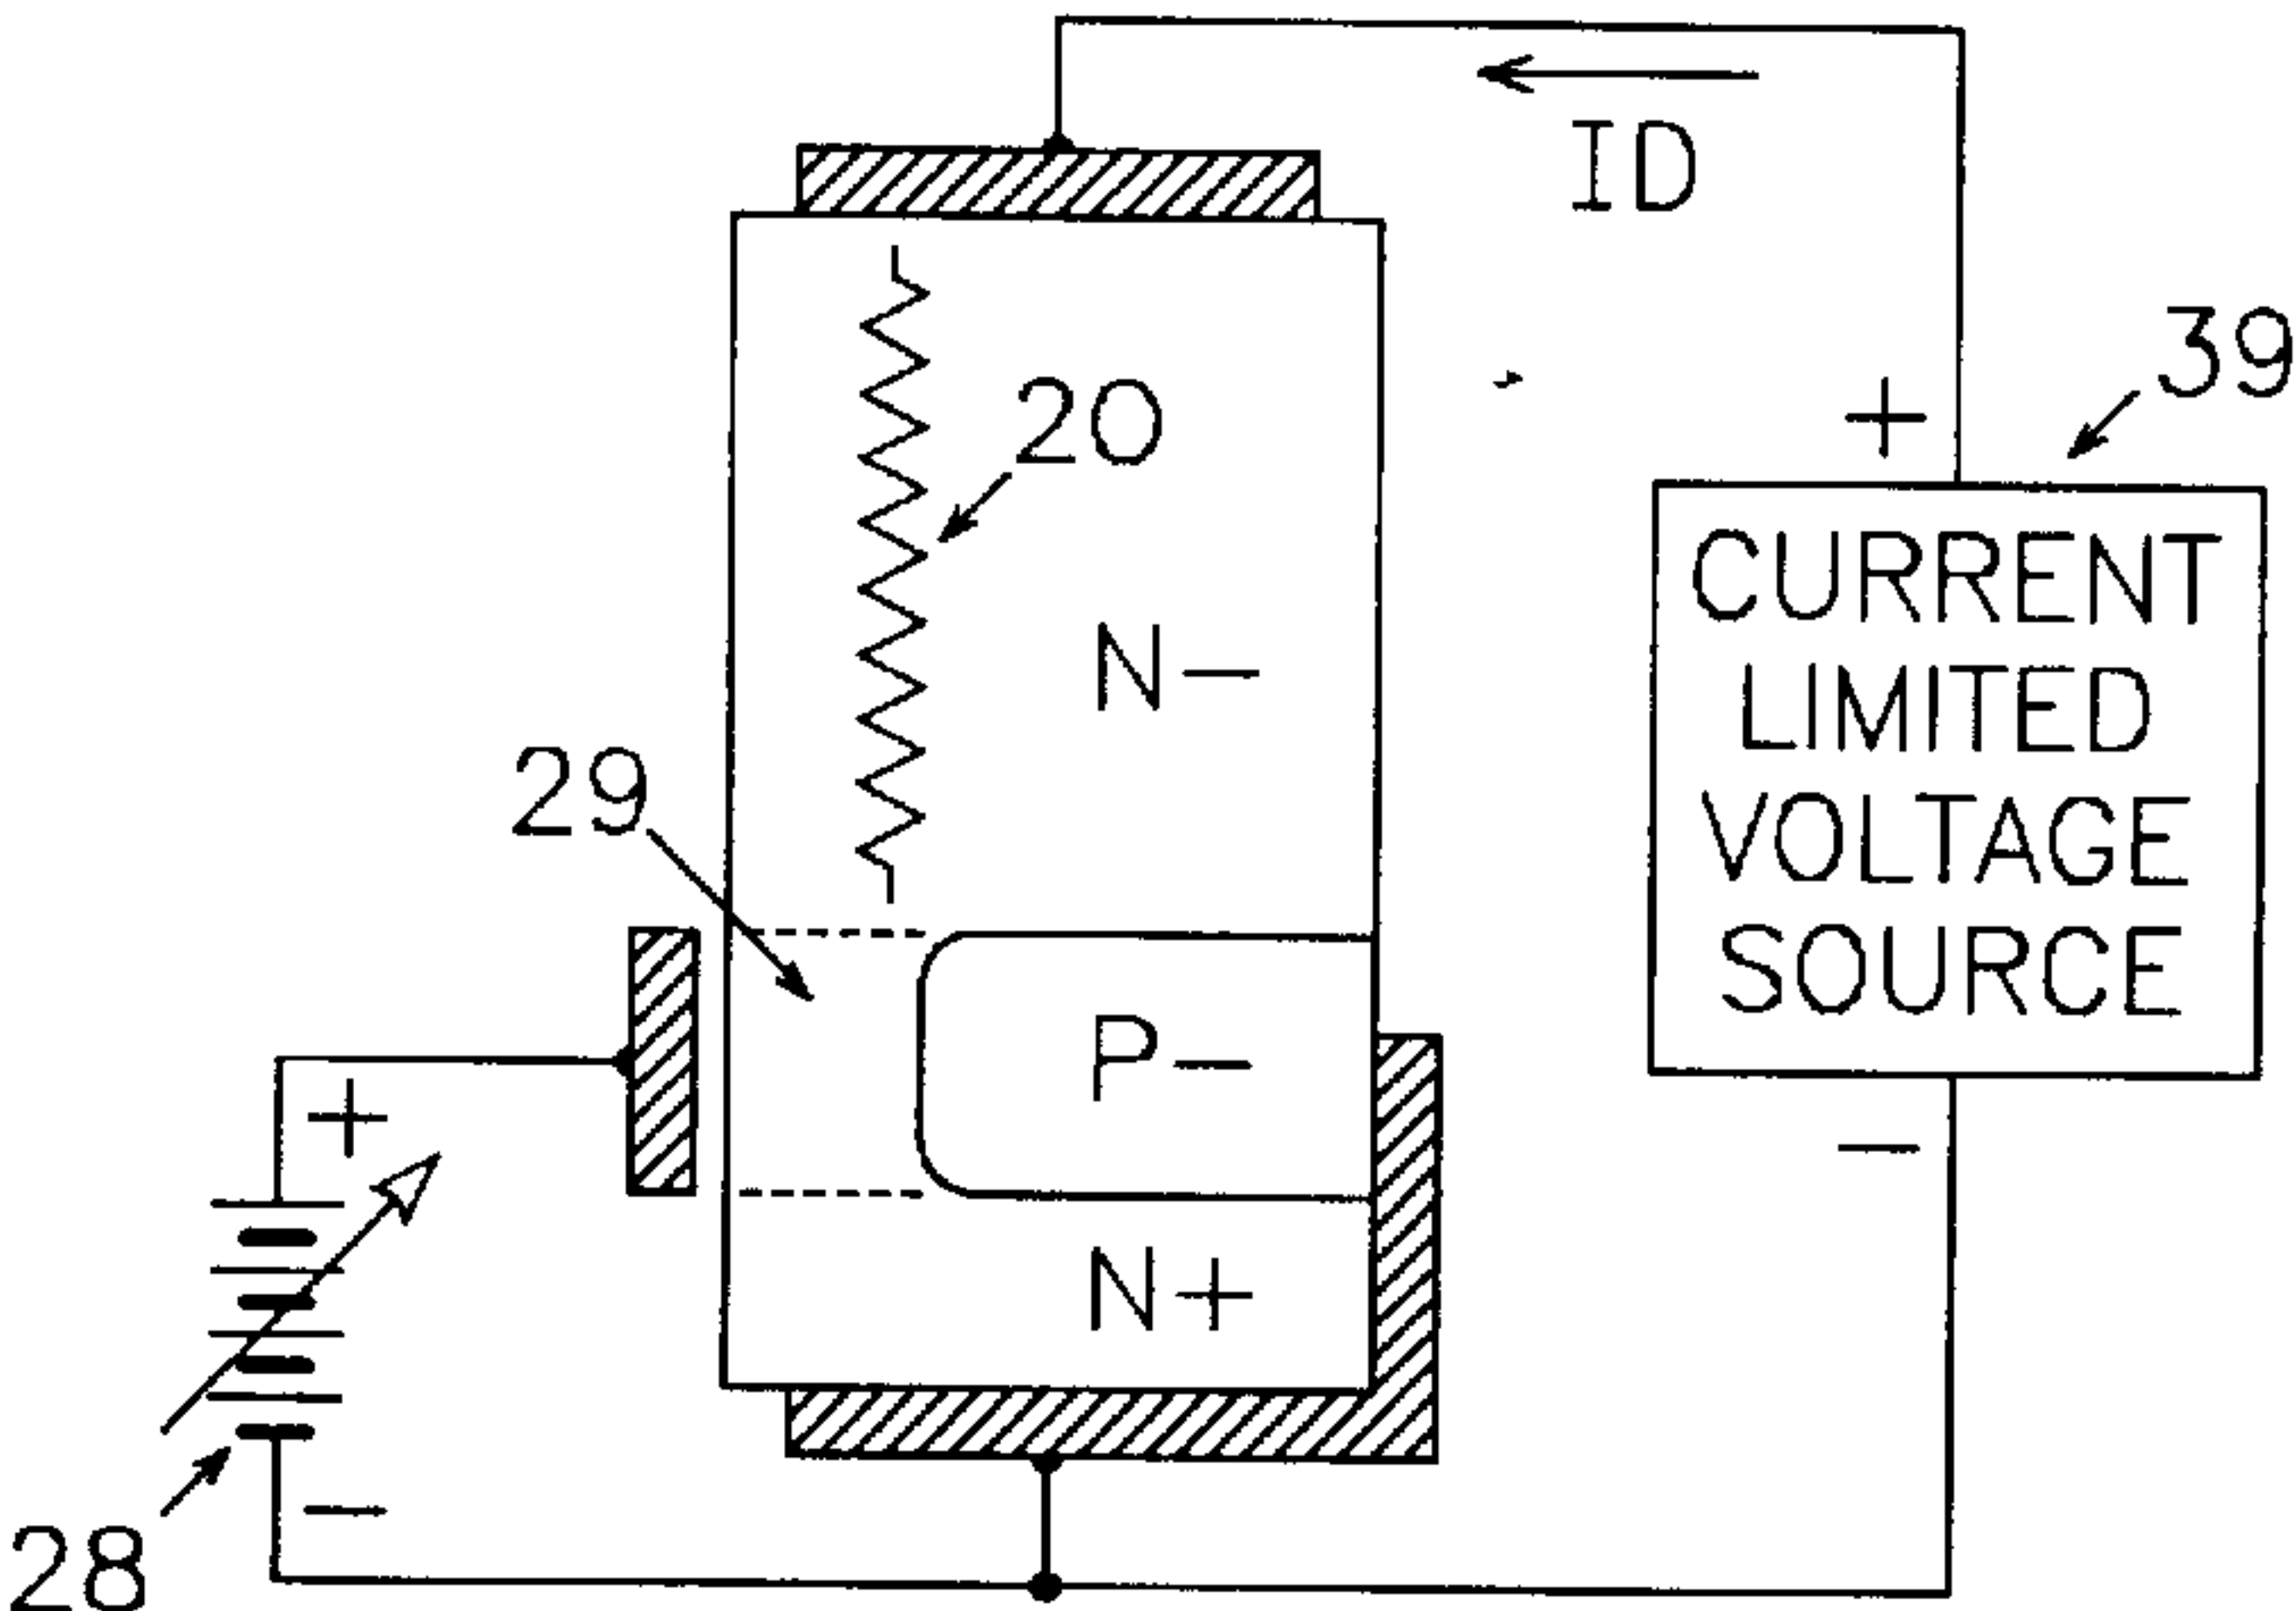 ID
39
+
20
CURRENT
LIMITED
VOLTAGE
SOURCE
N−
29
P−
+
−
N+
−
28